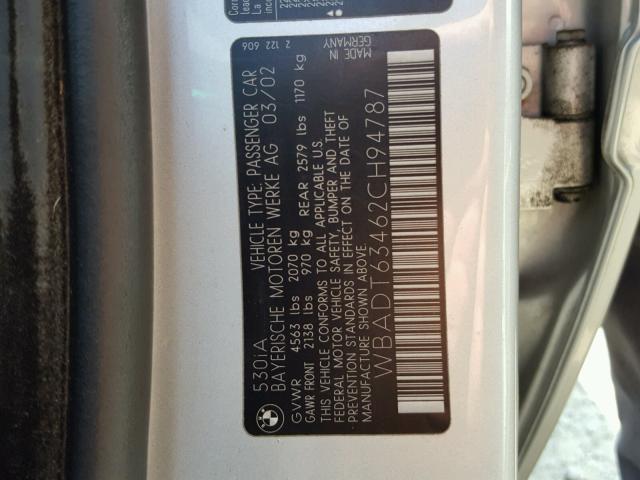 530iA VEHICLE TYPE: PASSENGER CAR
BAYERISCHE MOTOREN WERKE AG 03/02
GVWR 4563 lbs 2070 kg
GAWR FRONT 2138 lbs 970 kg REAR 2579 lbs 1170 kg
THIS VEHICLE CONFORMS TO ALL APPLICABLE U.S.
FEDERAL MOTOR VEHICLE SAFETY, BUMPER AND THEFT
PREVENTION STANDARDS IN EFFECT ON THE DATE OF
MANUFACTURE SHOWN ABOVE.
WBADT63462CH94787
2 122 606
MADE IN
GERMANY